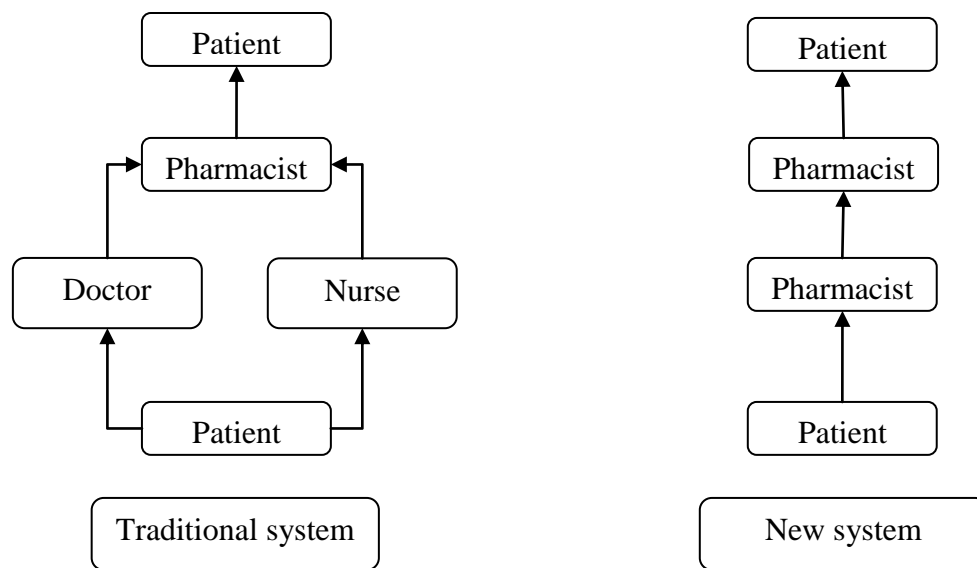 Patient
Pharmacist
Doctor
Nurse
Patient
Traditional system
Patient
Pharmacist
Pharmacist
Patient
New system